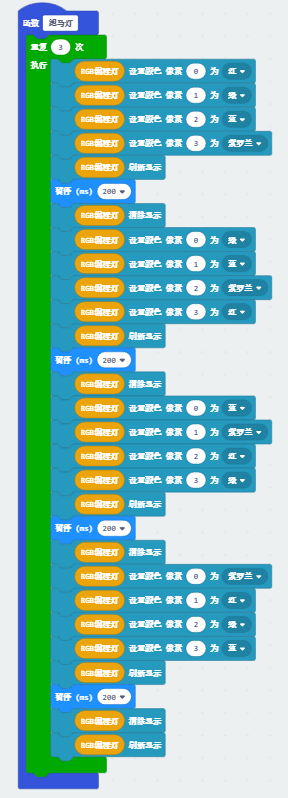 函数 跑马灯
重复 3 次
执行
RGB彩灯 设置颜色 像素 0 为 红
RGB彩灯 设置颜色 像素 1 为 绿
RGB彩灯 设置颜色 像素 2 为 蓝
RGB彩灯 设置颜色 像素 3 为 紫罗兰
RGB彩灯 刷新显示
暂停 (ms) 200
RGB彩灯 清除显示
RGB彩灯 设置颜色 像素 0 为 绿
RGB彩灯 设置颜色 像素 1 为 蓝
RGB彩灯 设置颜色 像素 2 为 紫罗兰
RGB彩灯 设置颜色 像素 3 为 红
RGB彩灯 刷新显示
暂停 (ms) 200
RGB彩灯 清除显示
RGB彩灯 设置颜色 像素 0 为 蓝
RGB彩灯 设置颜色 像素 1 为 紫罗兰
RGB彩灯 设置颜色 像素 2 为 红
RGB彩灯 设置颜色 像素 3 为 绿
RGB彩灯 刷新显示
暂停 (ms) 200
RGB彩灯 清除显示
RGB彩灯 设置颜色 像素 0 为 紫罗兰
RGB彩灯 设置颜色 像素 1 为 红
RGB彩灯 设置颜色 像素 2 为 绿
RGB彩灯 设置颜色 像素 3 为 蓝
RGB彩灯 刷新显示
暂停 (ms) 200
RGB彩灯 清除显示
RGB彩灯 刷新显示